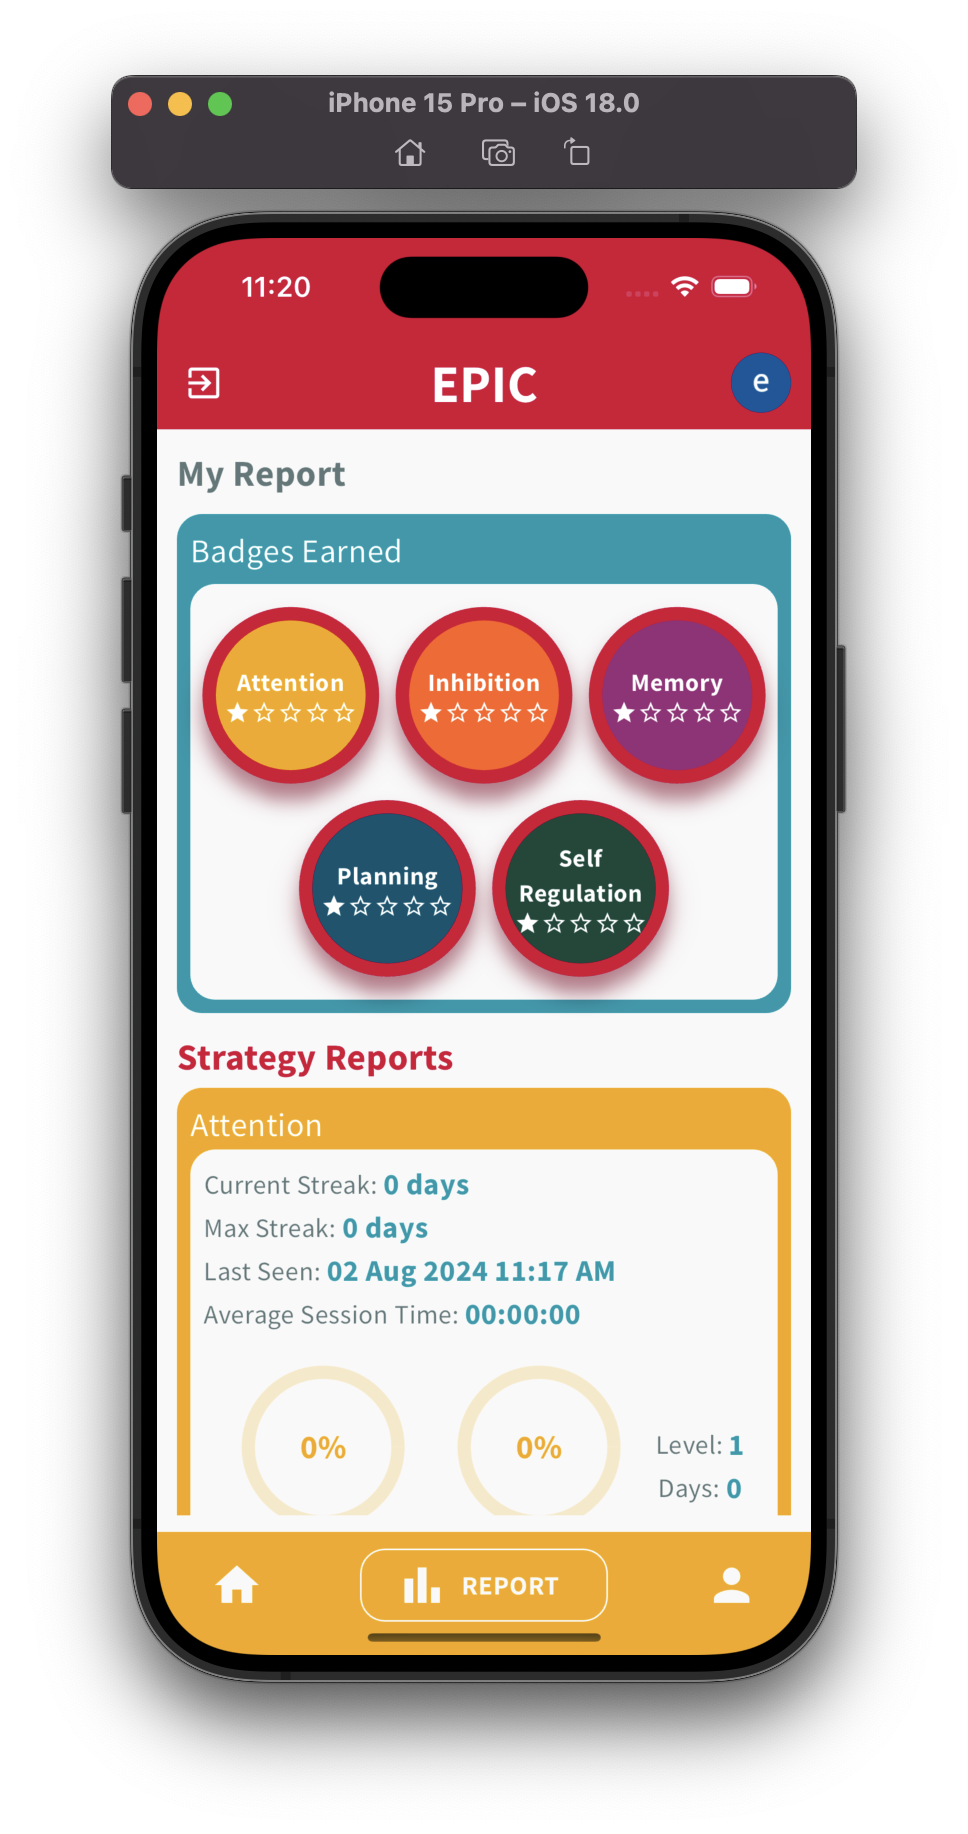 iPhone 15 Pro – iOS 18.0
11:20
EPIC
e
My Report
Badges Earned
Attention
Inhibition
Memory
Planning
Self
Regulation
Strategy Reports
Attention
Current Streak: 0 days
Max Streak: 0 days
Last Seen: 02 Aug 2024 11:17 AM
Average Session Time: 00:00:00
0%
0%
Level: 1
Days: 0
REPORT